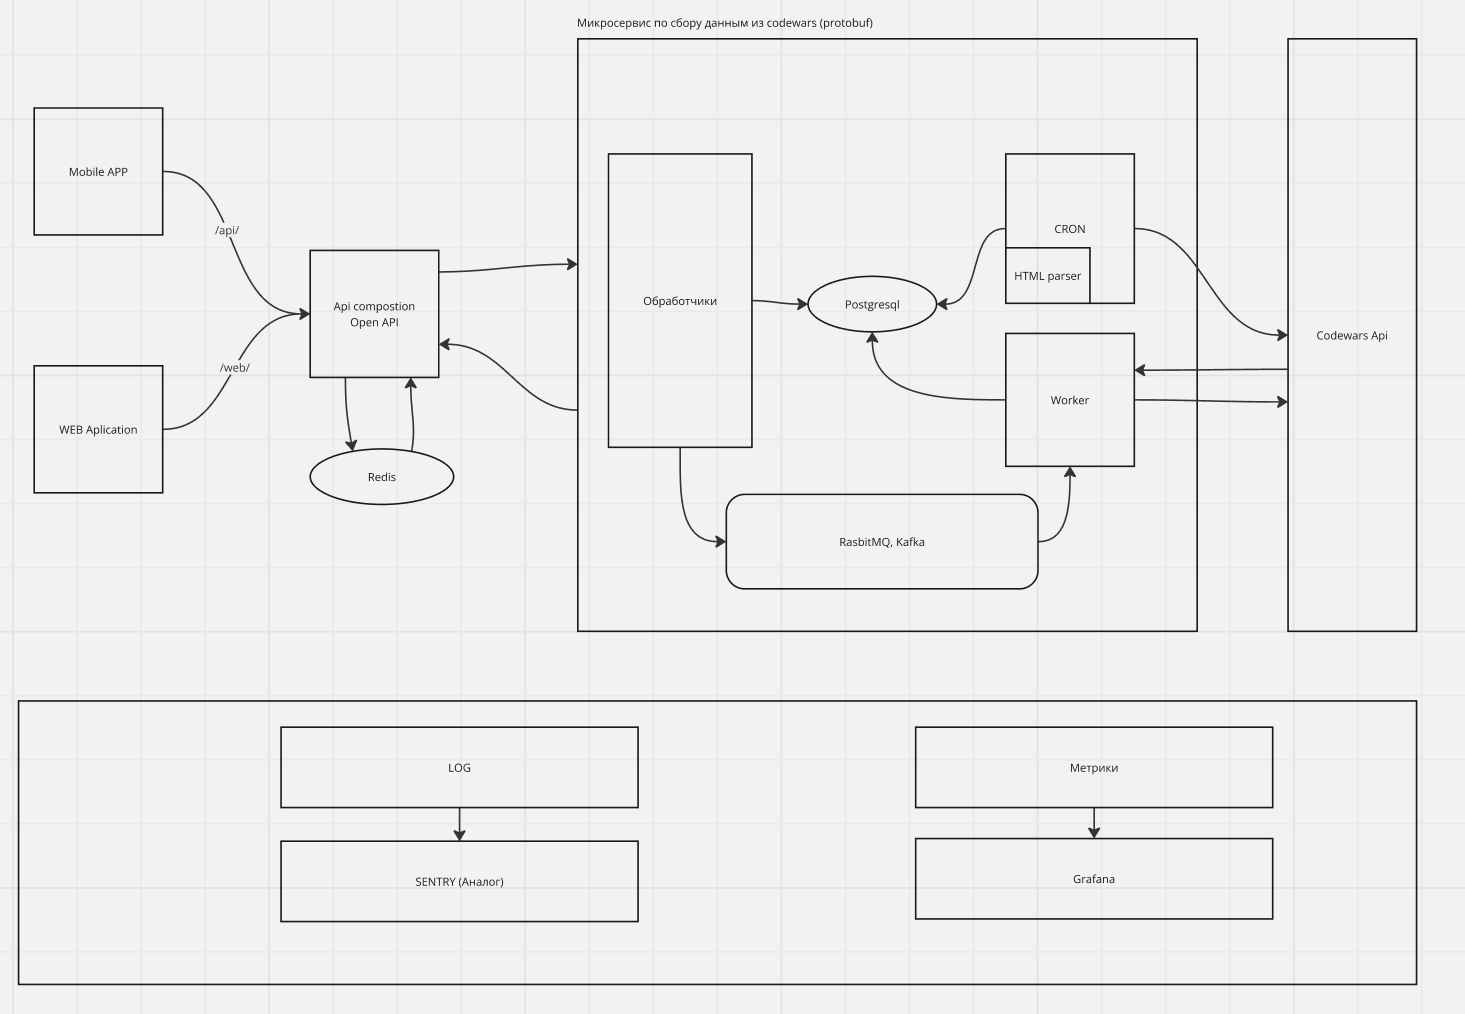 Микросервис по сбору данным из codewars (protobuf)
Mobile APP
/api/
CRON
HTML parser
Api compostion
Open API
Обработчики
Postgresql
Codewars Api
/web/
WEB Aplication
Worker
Redis
RasbitMQ, Kafka
LOG
Метрики
SENTRY (Аналог)
Grafana